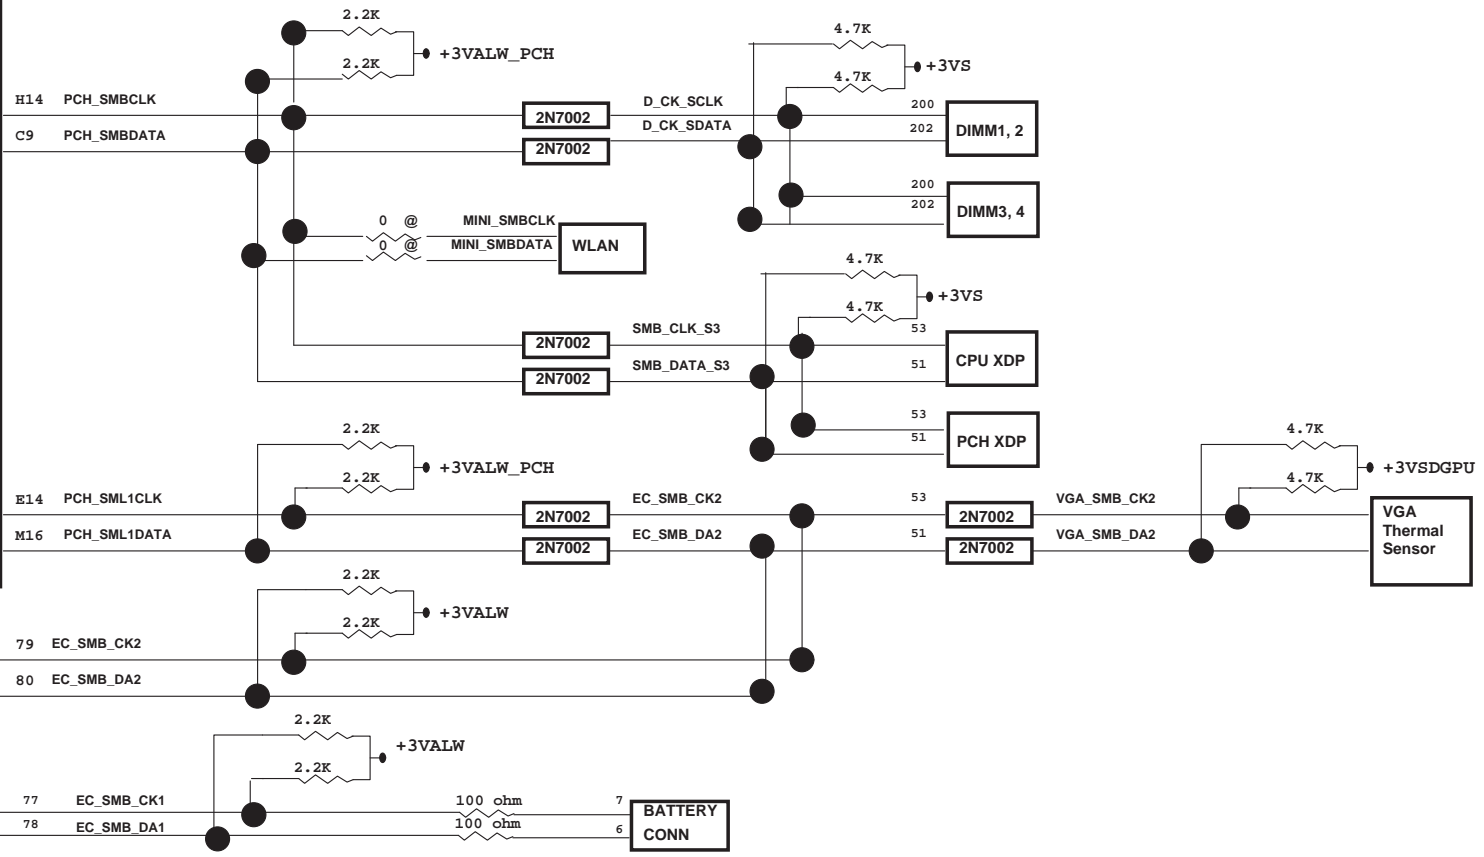 2.2K
+3VALW_PCH
2.2K
4.7K
+3VS
4.7K
H14 PCH_SMBCLK
2N7002
D_CK_SCLK
200
DIMM1, 2
C9 PCH_SMBDATA
2N7002
D_CK_SDATA
202
200
202
DIMM3, 4
0 @ MINI_SMBCLK
0 @ MINI_SMBDATA
WLAN
4.7K
+3VS
4.7K
2N7002
SMB_CLK_S3
53
CPU XDP
2N7002
SMB_DATA_S3
51
53
51
PCH XDP
2.2K
+3VALW_PCH
2.2K
4.7K
+3VSDGPU
4.7K
E14 PCH_SML1CLK
2N7002
EC_SMB_CK2
53
2N7002
VGA_SMB_CK2
VGA
Thermal
Sensor
M16 PCH_SML1DATA
2N7002
EC_SMB_DA2
51
2N7002
VGA_SMB_DA2
2.2K
+3VALW
2.2K
79 EC_SMB_CK2
80 EC_SMB_DA2
2.2K
+3VALW
2.2K
77 EC_SMB_CK1
100 ohm
7
78 EC_SMB_DA1
100 ohm
6
BATTERY
CONN